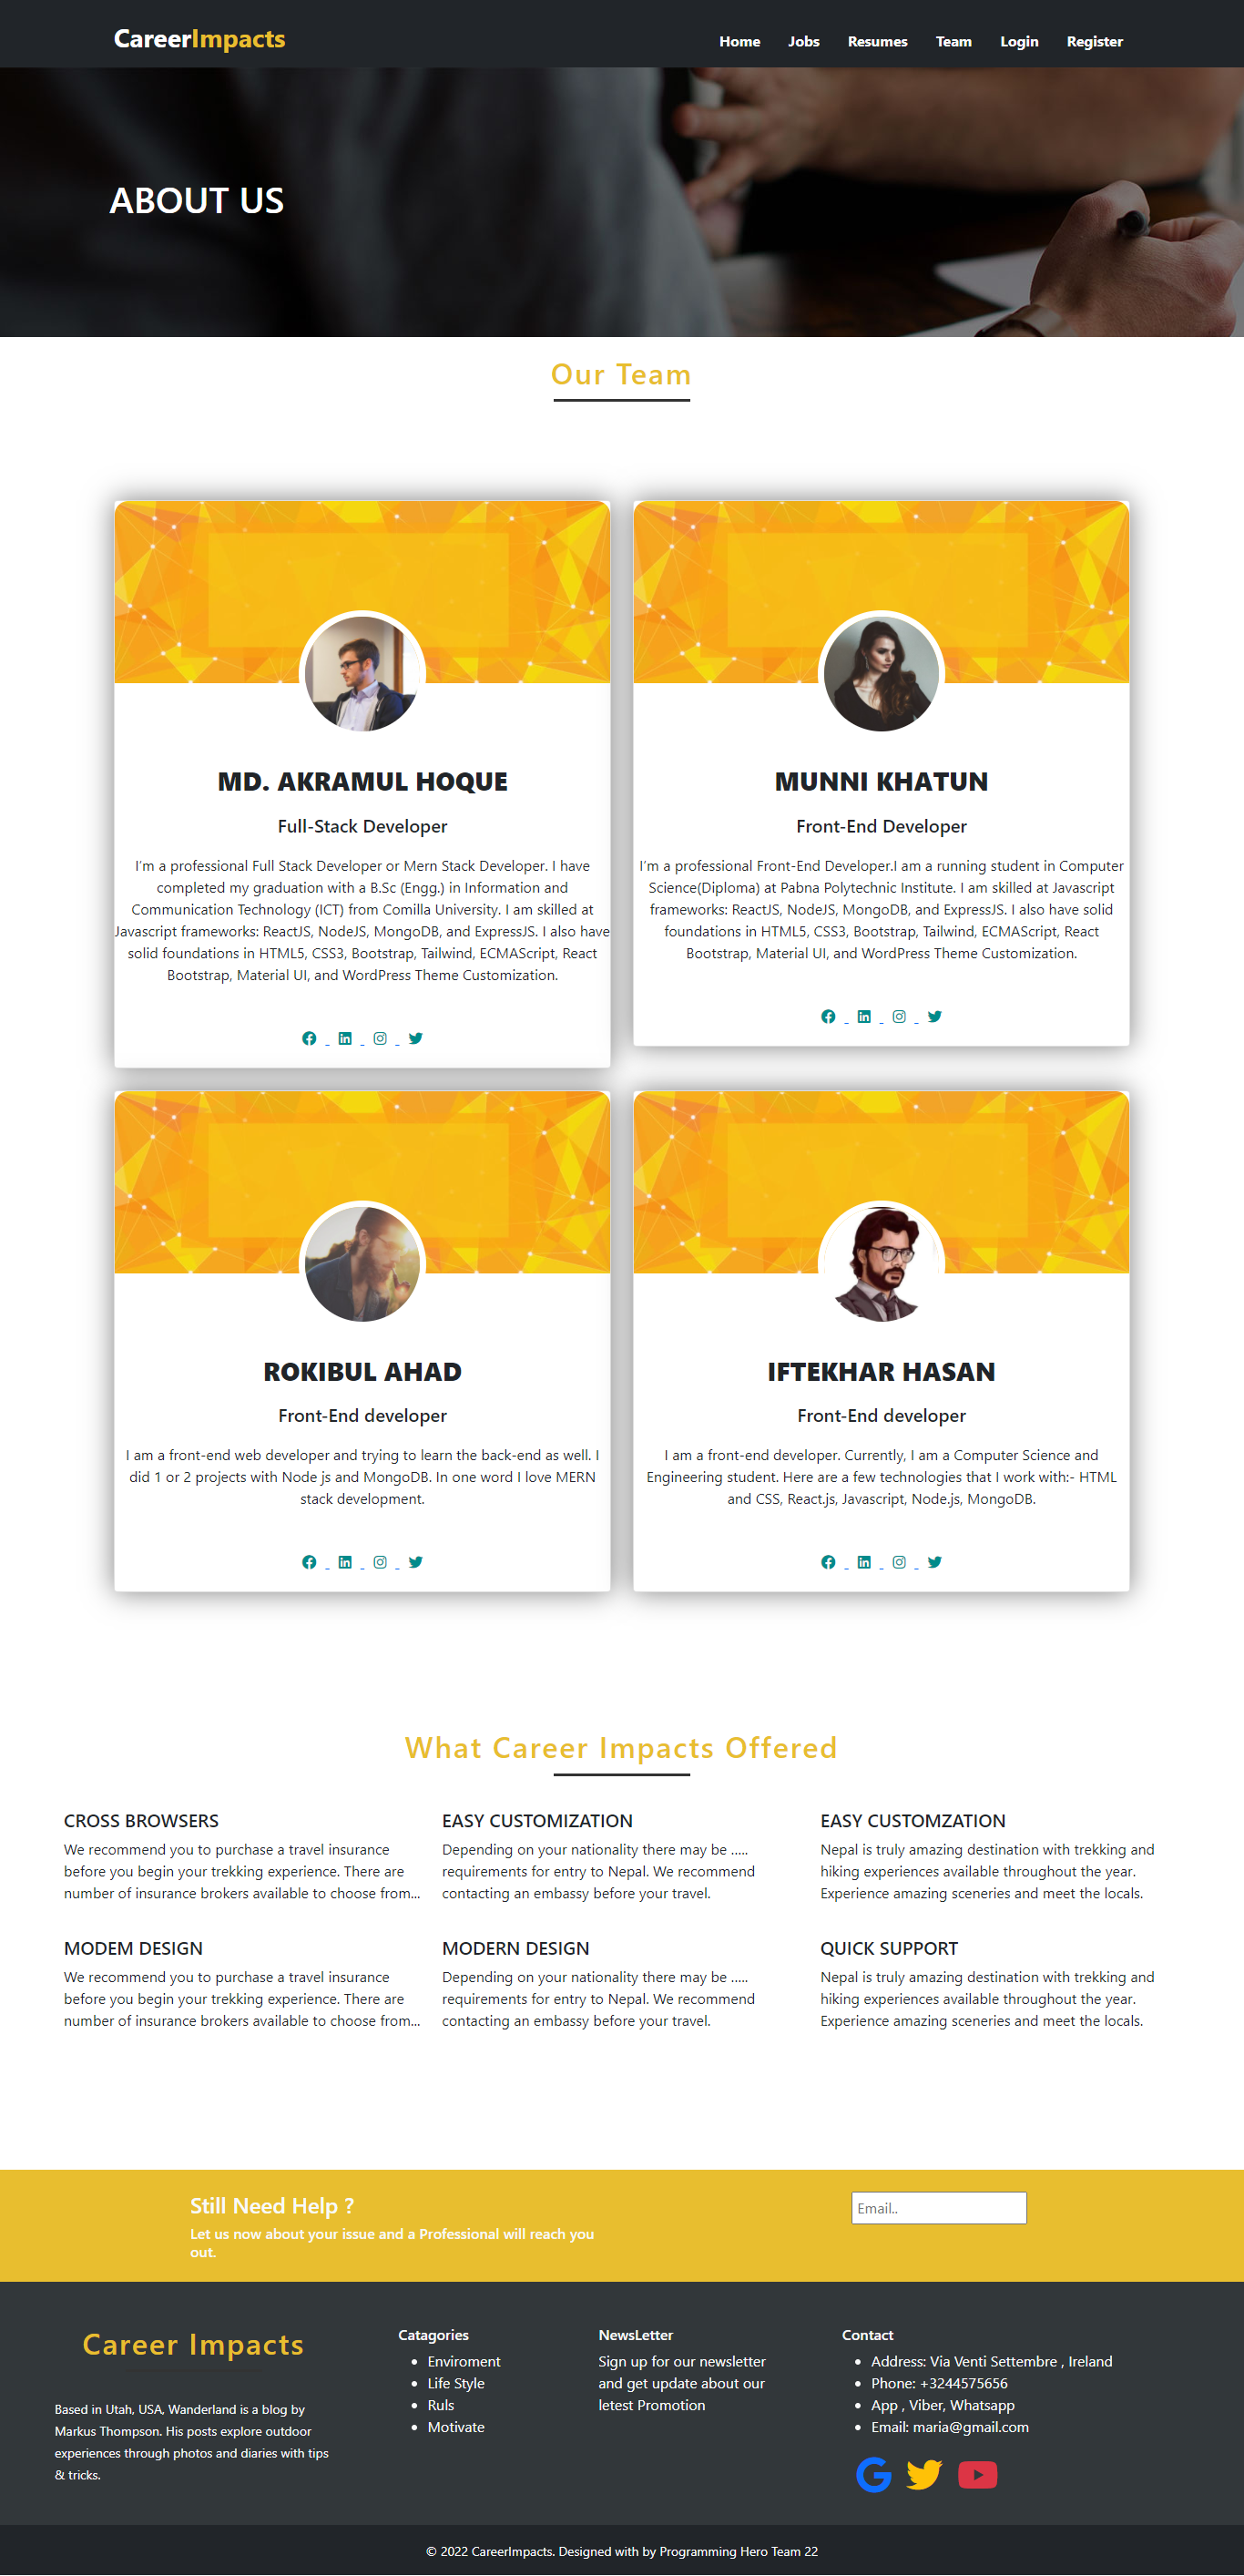 CareerImpacts
Home Jobs Resumes Team Login Register
ABOUT US
Our Team
MD. AKRAMUL HOQUE
Full-Stack Developer
I'm a professional Full Stack Developer or Mern Stack Developer. I have
completed my graduation with a B.Sc (Engg.) in Information and
Communication Technology (ICT) from Comilla University. I am skilled at
Javascript frameworks: ReactJS, NodeJS, MongoDB, and ExpressJS. I also have
solid foundations in HTML5, CSS3, Bootstrap, Tailwind, ECMAScript, React
Bootstrap, Material UI, and WordPress Theme Customization.
MUNNI KHATUN
Front-End Developer
I'm a professional Front-End Developer.I am a running student in Computer
Science(Diploma) at Pabna Polytechnic Institute. I am skilled at Javascript
frameworks: ReactJS, NodeJS, MongoDB, and ExpressJS. I also have solid
foundations in HTML5, CSS3, Bootstrap, Tailwind, ECMAScript, React
Bootstrap, Material UI, and WordPress Theme Customization.
ROKIBUL AHAD
Front-End developer
I am a front-end web developer and trying to learn the back-end as well. I
did 1 or 2 projects with Node js and MongoDB. In one word I love MERN
stack development.
IFTEKHAR HASAN
Front-End developer
I am a front-end developer. Currently, I am a Computer Science and
Engineering student. Here are a few technologies that I work with:- HTML
and CSS, React.js, Javascript, Node.js, MongoDB.
What Career Impacts Offered
CROSS BROWSERS
We recommend you to purchase a travel insurance
before you begin your trekking experience. There are
number of insurance brokers available to choose from...
EASY CUSTOMIZATION
Depending on your nationality there may be .....
requirements for entry to Nepal. We recommend
contacting an embassy before your travel.
EASY CUSTOMZATION
Nepal is truly amazing destination with trekking and
hiking experiences available throughout the year.
Experience amazing sceneries and meet the locals.
MODEM DESIGN
We recommend you to purchase a travel insurance
before you begin your trekking experience. There are
number of insurance brokers available to choose from...
MODERN DESIGN
Depending on your nationality there may be .....
requirements for entry to Nepal. We recommend
contacting an embassy before your travel.
QUICK SUPPORT
Nepal is truly amazing destination with trekking and
hiking experiences available throughout the year.
Experience amazing sceneries and meet the locals.
Still Need Help ?
Let us now about your issue and a Professional will reach you
out.
Email..
Career Impacts
Based in Utah, USA, Wanderland is a blog by
Markus Thompson. His posts explore outdoor
experiences through photos and diaries with tips
& tricks.
Catagories
• Enviroment
• Life Style
• Ruls
• Motivate
NewsLetter
Sign up for our newsletter
and get update about our
letest Promotion
Contact
• Address: Via Venti Settembre , Ireland
• Phone: +3244575656
• App , Viber, Whatsapp
• Email: maria@gmail.com
© 2022 CareerImpacts. Designed with by Programming Hero Team 22